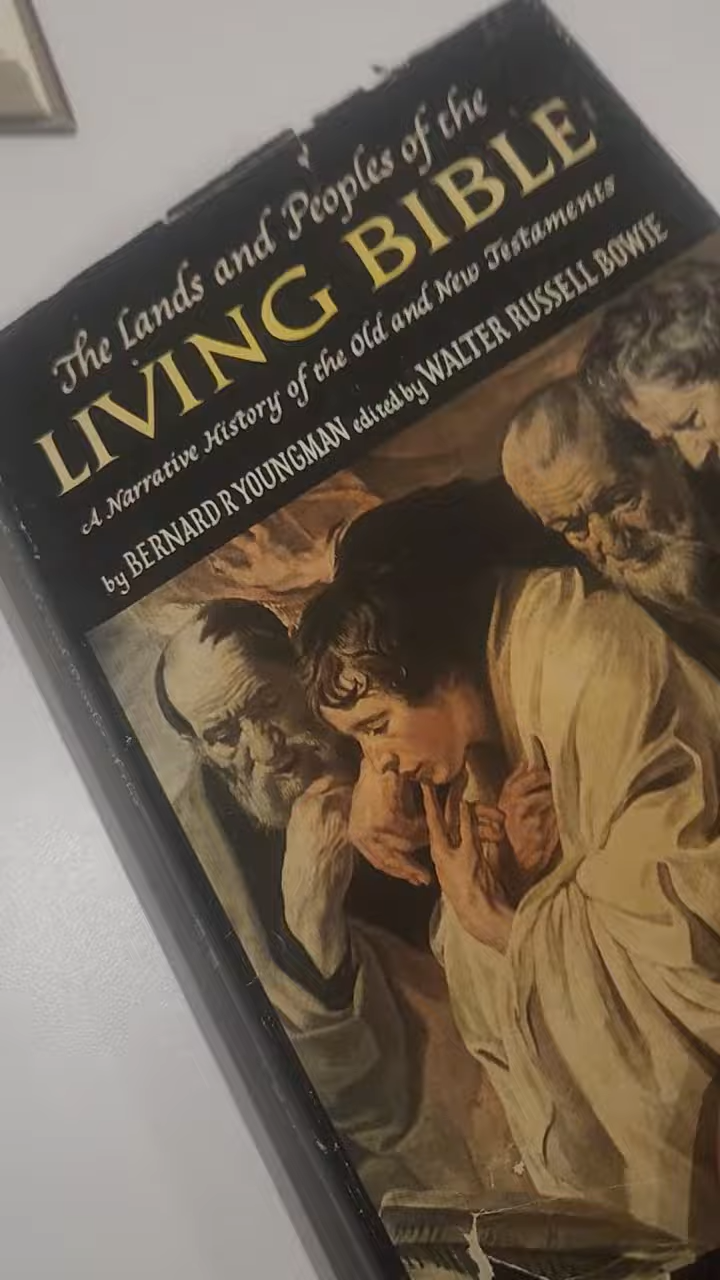 The Lands and Peoples of the
LIVING BIBLE
A Narrative History of the Old and New Testaments
by BERNARD R YOUNGMAN edited by WALTER RUSSELL BOWIE